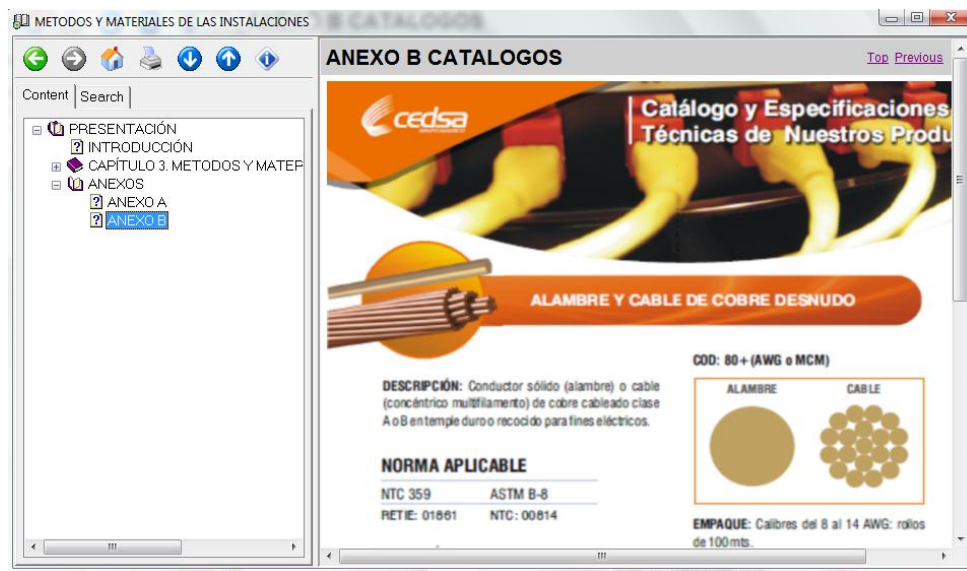 METODOS Y MATERIALES DE LAS INSTALACIONES
Content
Search
PRESENTACIÓN
INTRODUCCIÓN
CAPÍTULO 3. METODOS Y MATEP
ANEXOS
ANEXO A
ANEXO B
ANEXO B CATALOGOS
Top Previous
cedsa
Catálogo y Especificaciones
Técnicas de Nuestros Produ
ALAMBRE Y CABLE DE COBRE DESNUDO
DESCRIPCIÓN: Conductor sólido (alambre) o cable
(concéntrico multifilamento) de cobre cableado clase
A o B en temple duro o recocido para fines eléctricos.
NORMA APLICABLE
NTC 359 ASTM B-8
RETIE: 01861 NTC: 00814
COD: 80+(AWG o MCM)
ALAMBRE CABLE
EMPAQUE: Calibres del 8 al 14 AWG: rollos
de 100 mts.